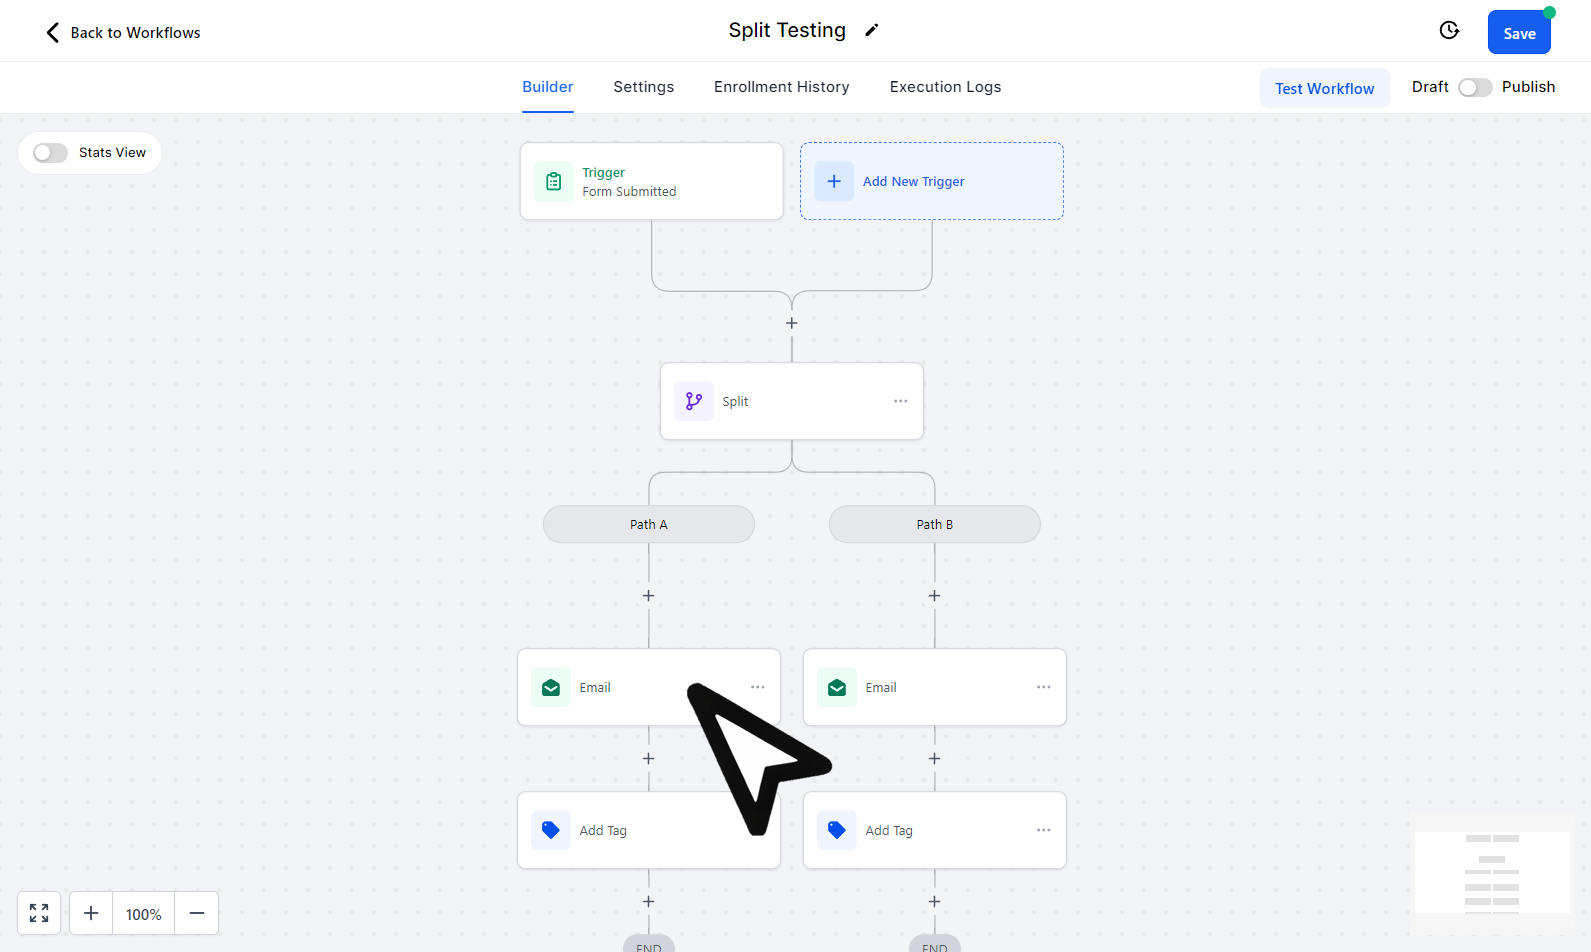 Back to Workflows
Split Testing
Save
Builder
Settings
Enrollment History
Execution Logs
Test Workflow
Draft
Publish
Stats View
Trigger
Form Submitted
Add New Trigger
Split
Path A
Path B
Email
Email
Add Tag
Add Tag
100%
END
END